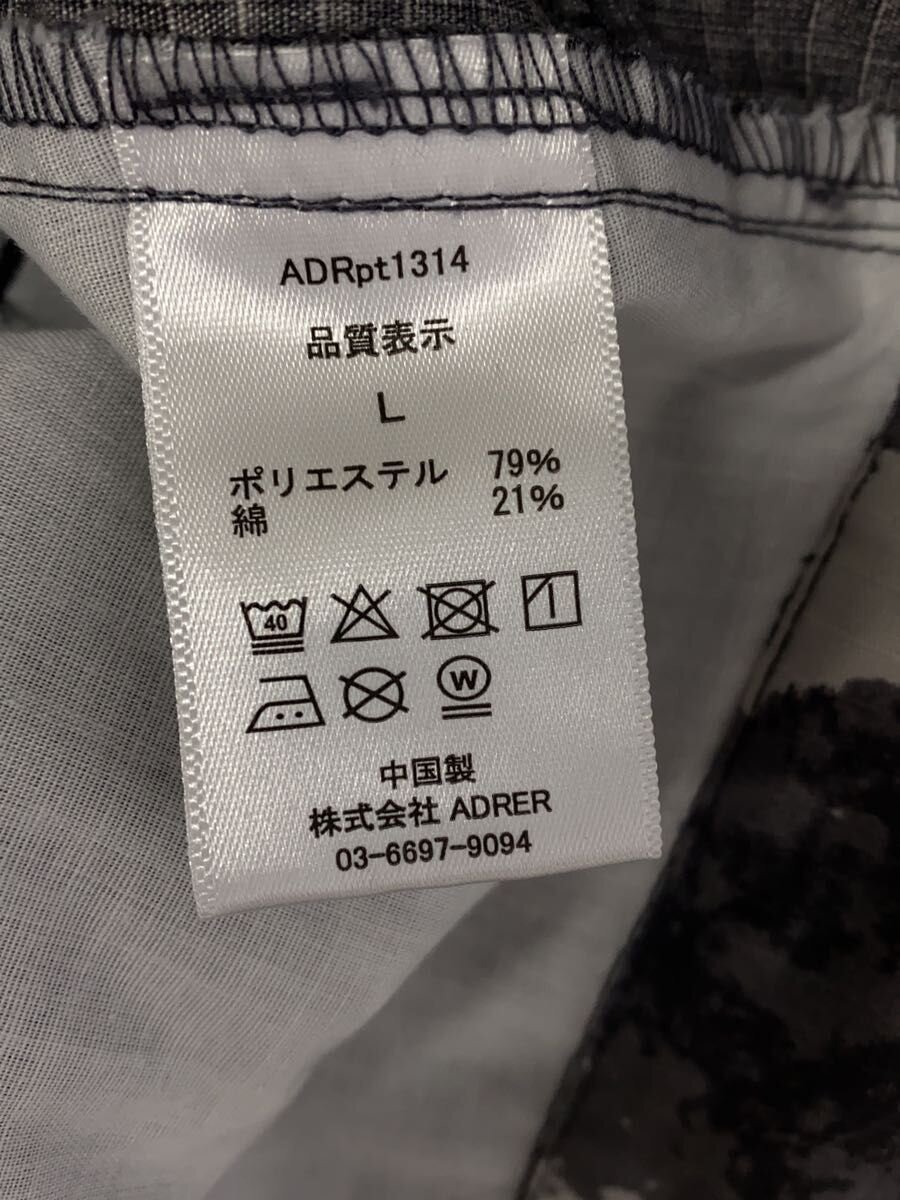 ADRpt1314
品質表示
L
ポリエステル 79%
綿 21%
40
W
中国製
株式会社 ADRER
03-6697-9094